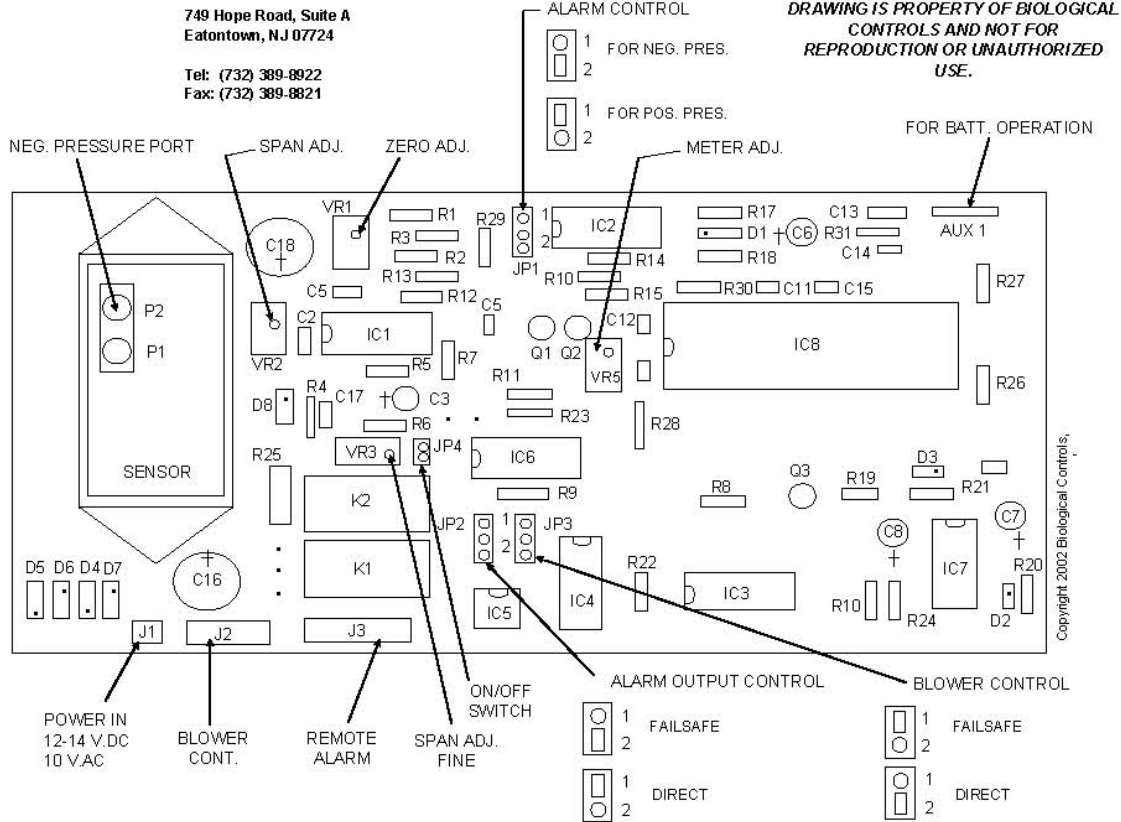 749 Hope Road, Suite A
Eatontown, NJ 07724
Tel: (732) 389-8922
Fax: (732) 389-8821
ALARM CONTROL
1 FOR NEG. PRES.
2
1 FOR POS. PRES.
2
DRAWING IS PROPERTY OF BIOLOGICAL
CONTROLS AND NOT FOR
REPRODUCTION OR UNAUTHORIZED
USE.
NEG. PRESSURE PORT
SPAN ADJ.
ZERO ADJ.
METER ADJ.
FOR BATT. OPERATION
VR1
R1
R3
R2
R13
R12
R29
1
2
JP1
IC2
R14
R10
R15
R17
D1
R18
C6
C13
R31
C14
AUX 1
C18
C5
C5
R30
C11
C15
R27
P2
P1
VR2
C2
IC1
R5
R7
Q1
Q2
C12
VR5
IC8
R26
D8
R4
C17
C3
R6
R11
R23
R28
SENSOR
R25
VR3
JP4
IC6
R9
K2
K1
JP2
1
2
JP3
R8
Q3
R19
D3
R21
C8
C7
D5
D6
D4
D7
C16
IC5
IC4
R22
IC3
R10
R24
IC7
D2
R20
J1
J2
J3
Copyright 2002 Biological Controls,
POWER IN
12-14 V.DC
10 V.AC
BLOWER
CONT.
REMOTE
ALARM
ON/OFF
SWITCH
SPAN ADJ.
FINE
ALARM OUTPUT CONTROL
1 FAILSAFE
2
1 DIRECT
2
BLOWER CONTROL
1 FAILSAFE
2
1 DIRECT
2